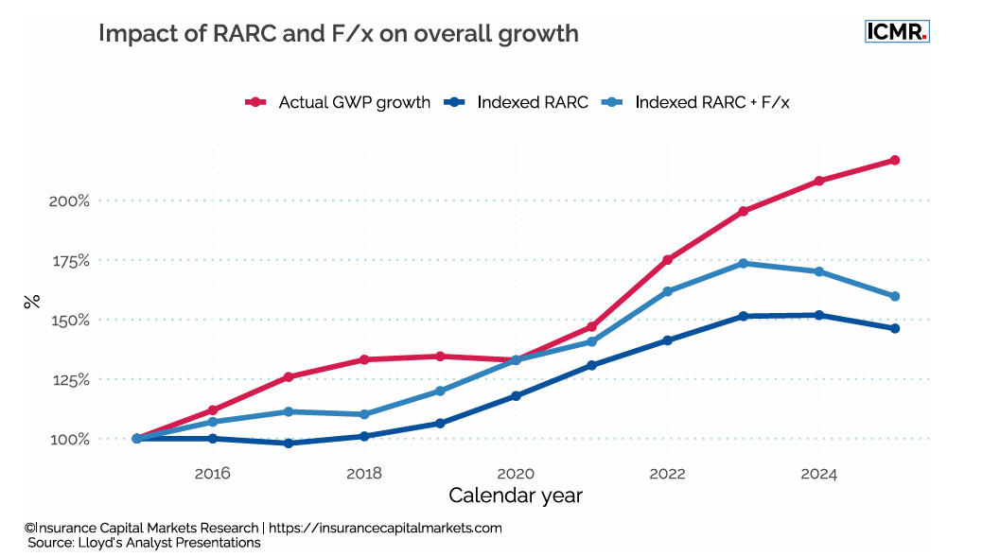 Impact of RARC and F/x on overall growth
ICMR.
Actual GWP growth
Indexed RARC
Indexed RARC + F/x
200%
175%
150%
125%
100%
%
2016
2018
2020
2022
2024
Calendar year
©Insurance Capital Markets Research | https://insurancecapitalmarkets.com
Source: Lloyd's Analyst Presentations